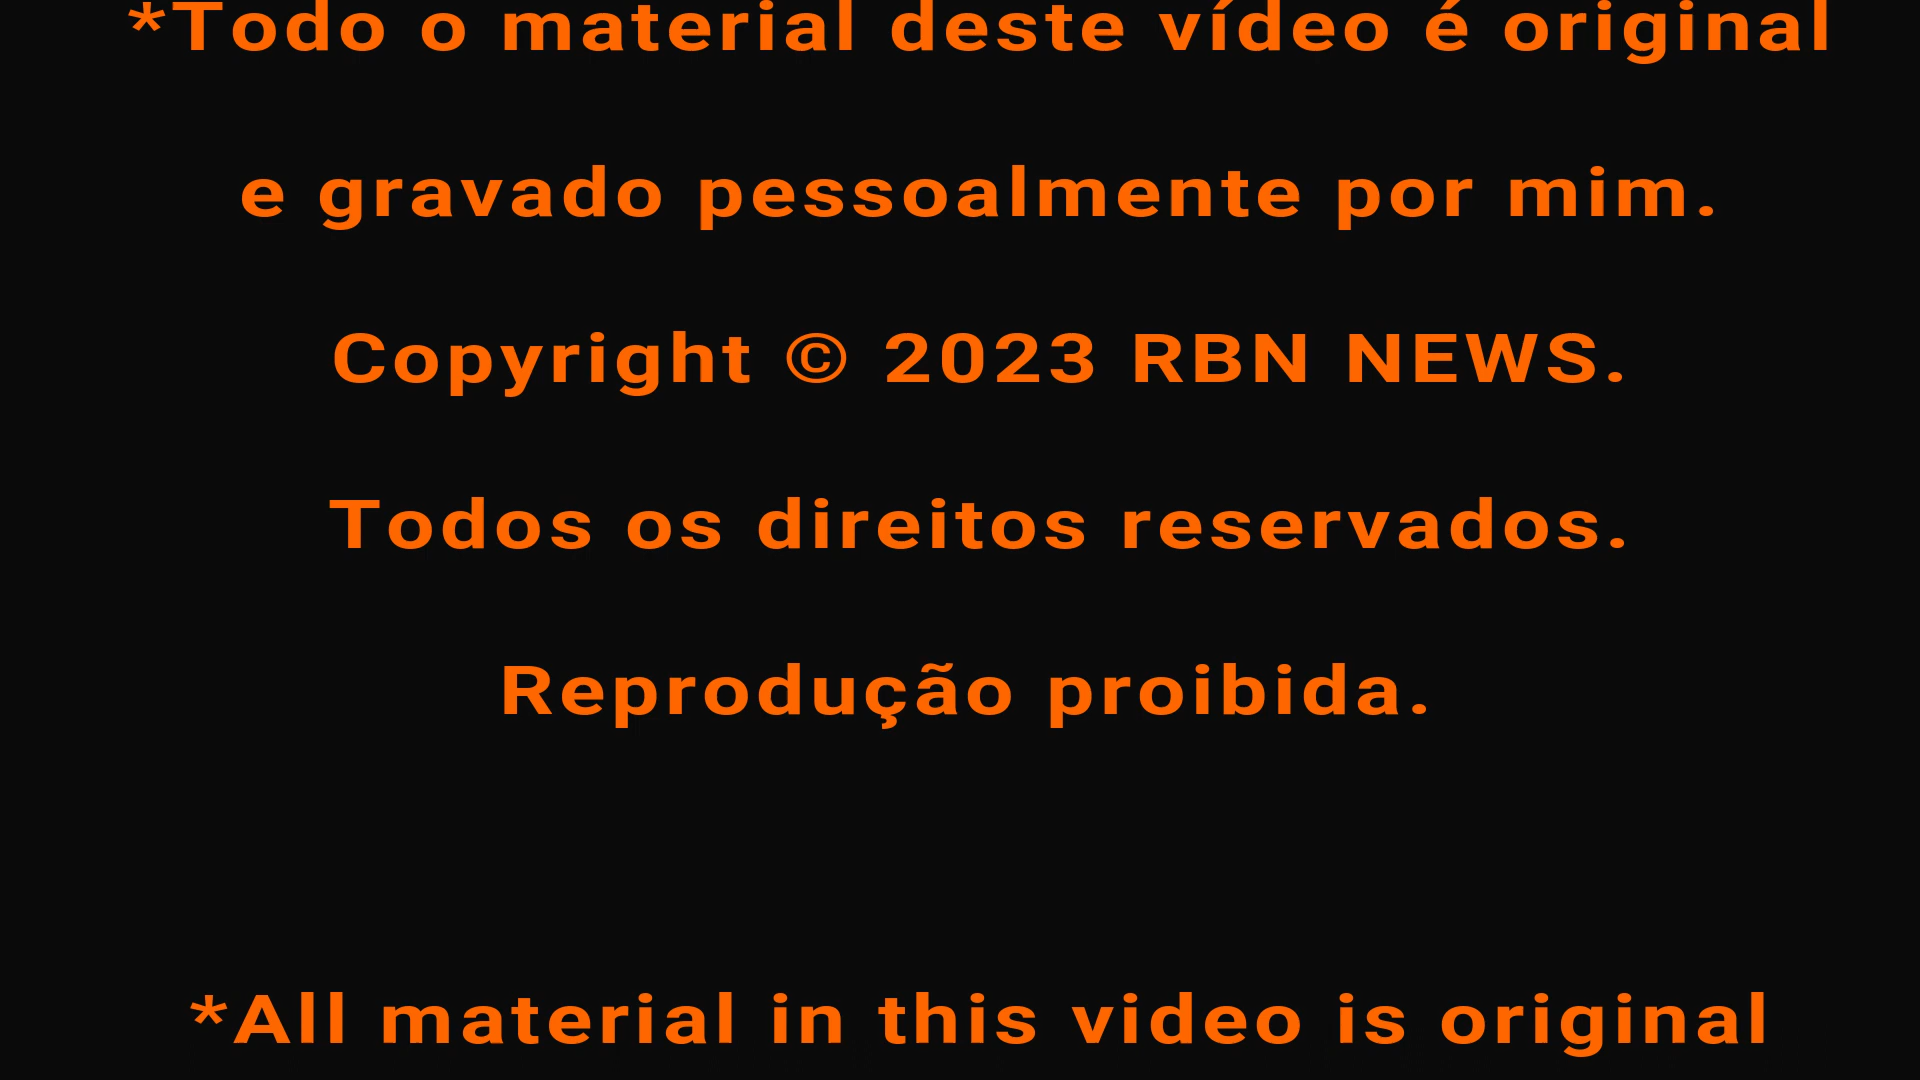 *Todo o material deste vídeo é original
e gravado pessoalmente por mim.
Copyright © 2023 RBN NEWS.
Todos os direitos reservados.
Reprodução proibida.
*All material in this video is original